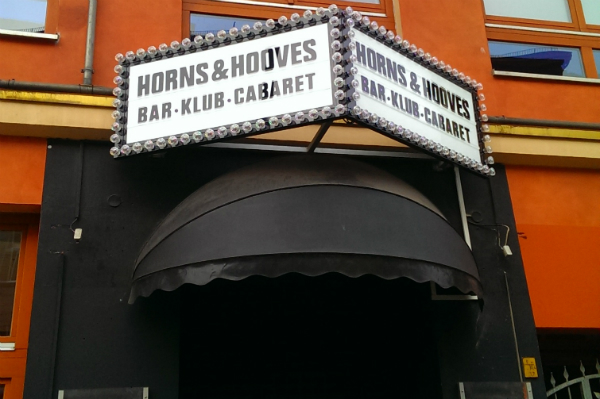 HORNS & HOOVES
BAR · KLUB · CABARET
HORNS & HOOVES
BAR · KLUB · CABARET